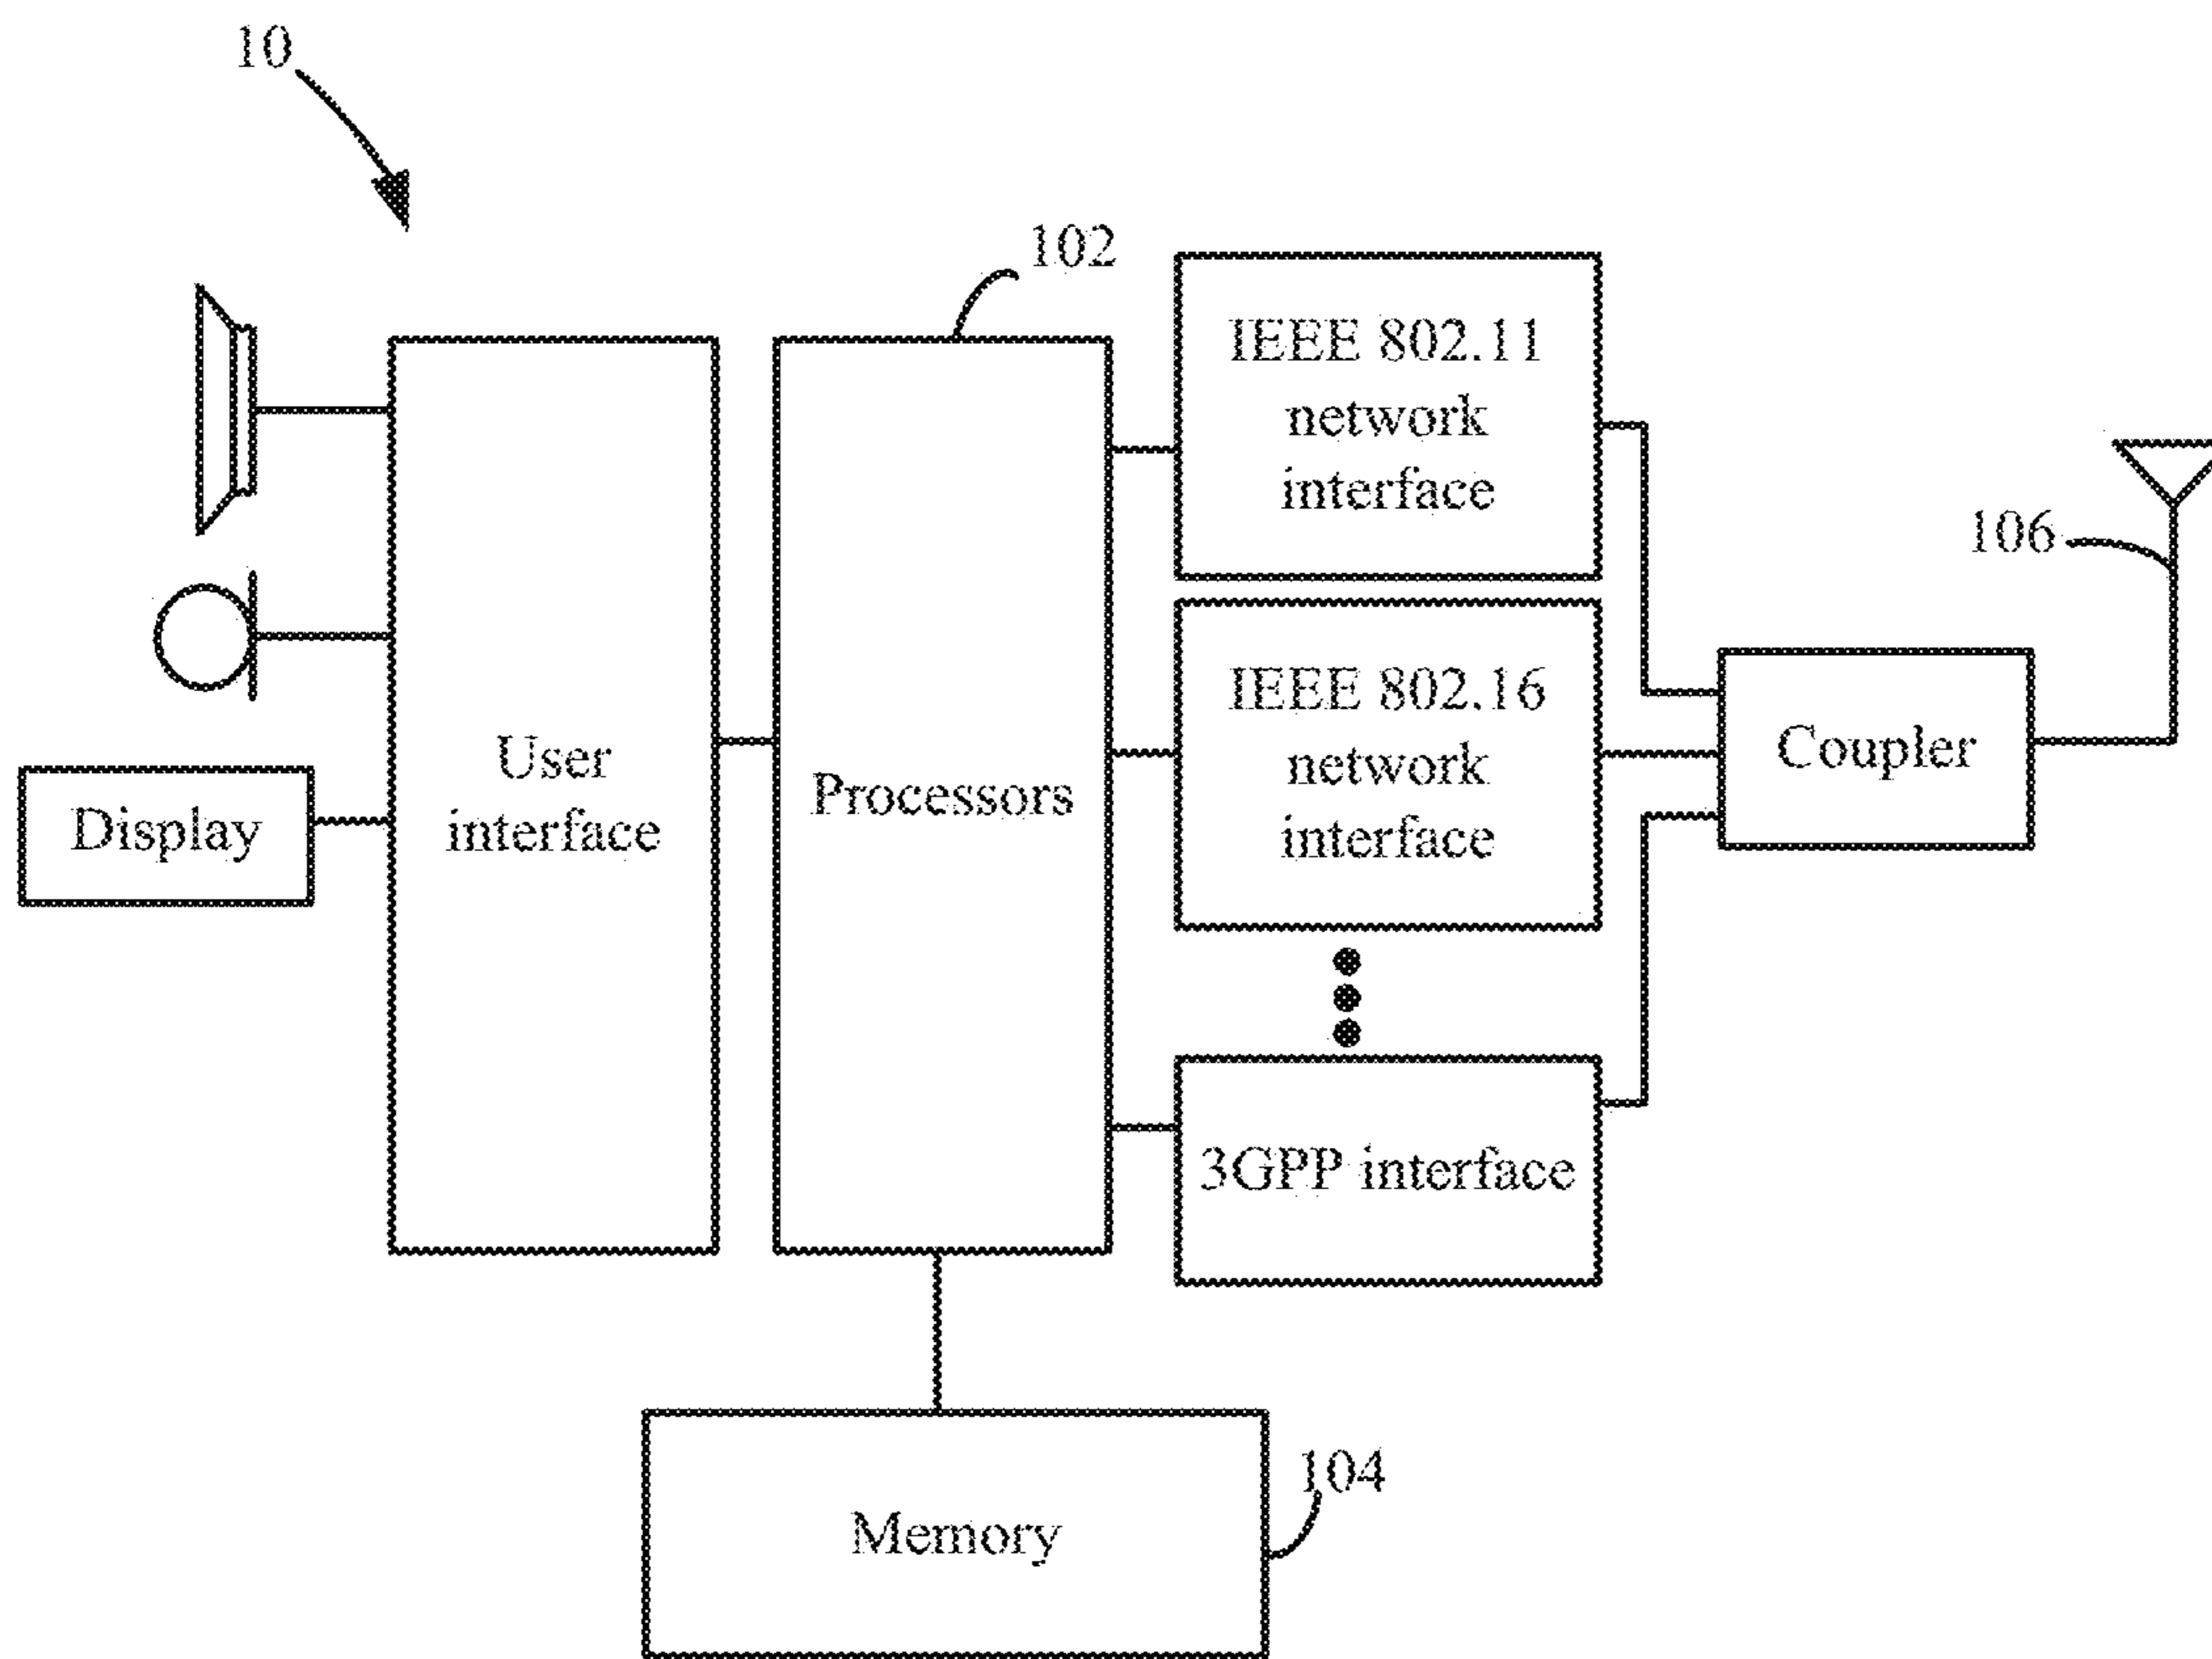 10
102
IEEE 802.11
network
interface
IEEE 802.16
network
interface
106
Coupler
User
interface
Processors
Display
3GPP interface
104
Memory